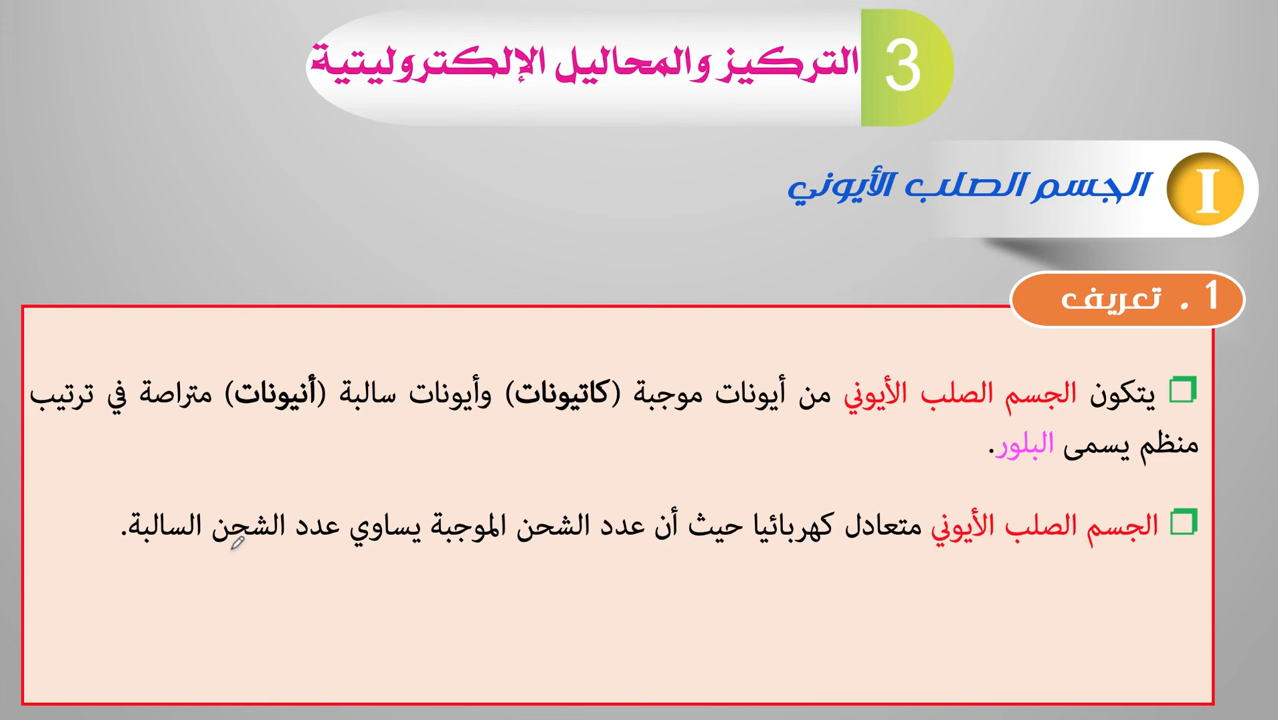 3 التركيز والمحاليل الإلكتروليتية
I الجسم الصلب الأيوني
1 . تعريف
❒ يتكون الجسم الصلب الأيوني من أيونات موجبة (كاتيونات) وأيونات سالبة (أنيونات) متراصة في ترتيب
منظم يسمى البلور.
❒ الجسم الصلب الأيوني متعادل كهربائيا حيث أن عدد الشحن الموجبة يساوي عدد الشحن السالبة.